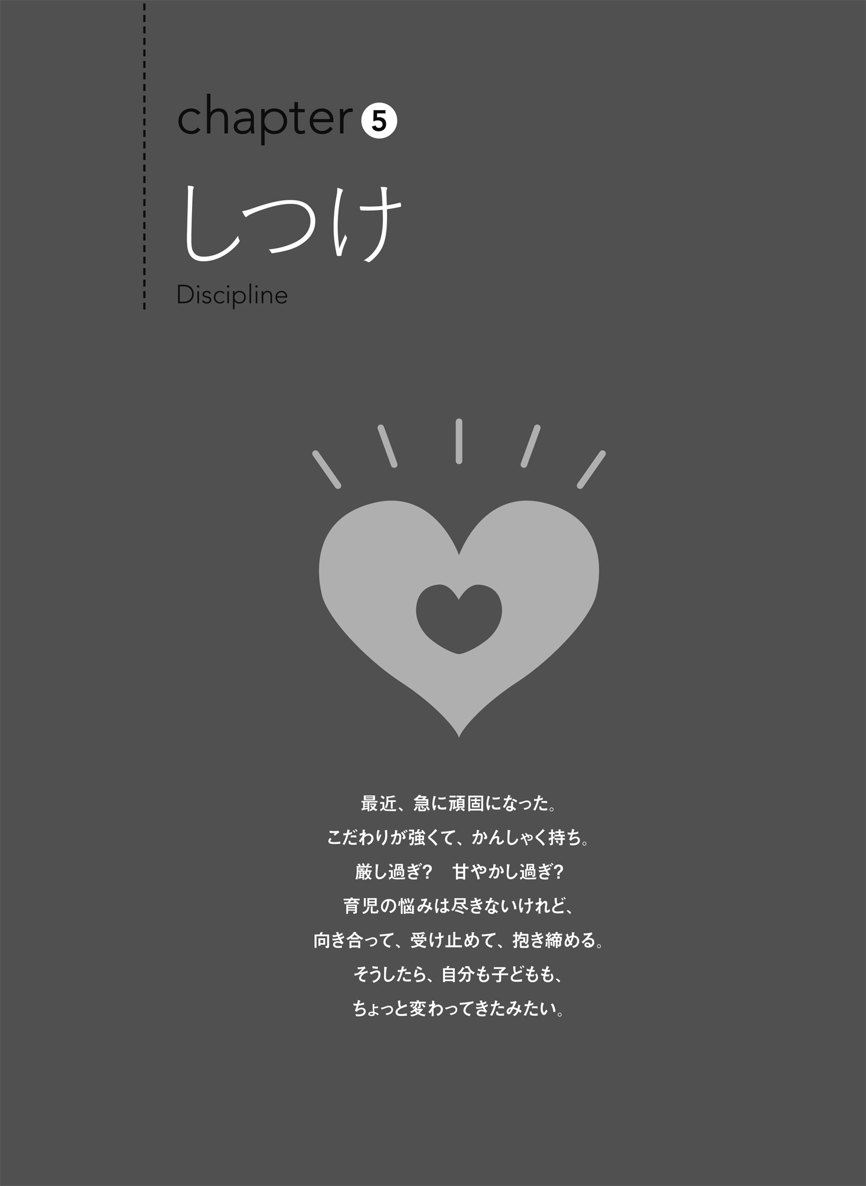 chapter 5
しつけ
Discipline
最近、急に頑固になった。
こだわりが強くて、かんしゃく持ち。
厳し過ぎ？　甘やかし過ぎ？
育児の悩みは尽きないけれど、
向き合って、受け止めて、抱き締める。
そうしたら、自分も子どもも、
ちょっと変わってきたみたい。